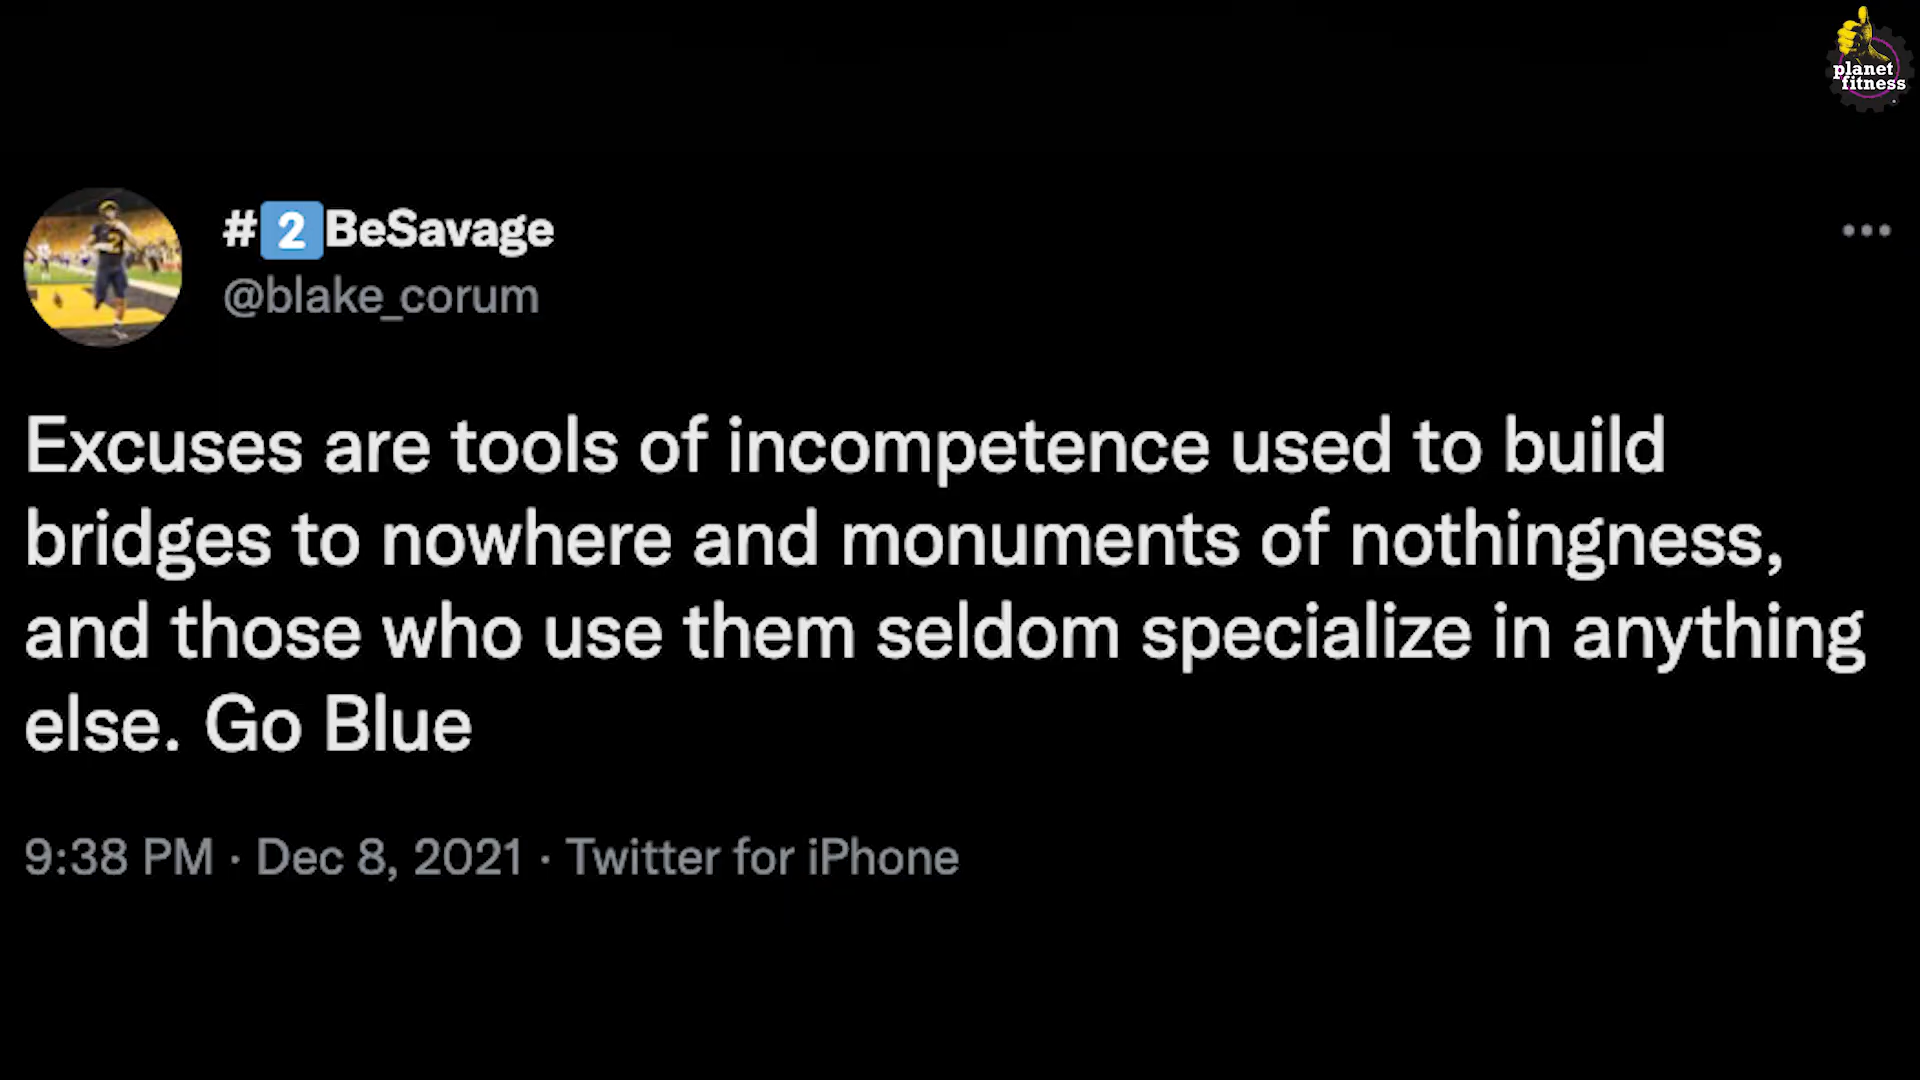 planet
fitness
#2️⃣BeSavage
@blake_corum
Excuses are tools of incompetence used to build
bridges to nowhere and monuments of nothingness,
and those who use them seldom specialize in anything
else. Go Blue
9:38 PM · Dec 8, 2021 · Twitter for iPhone